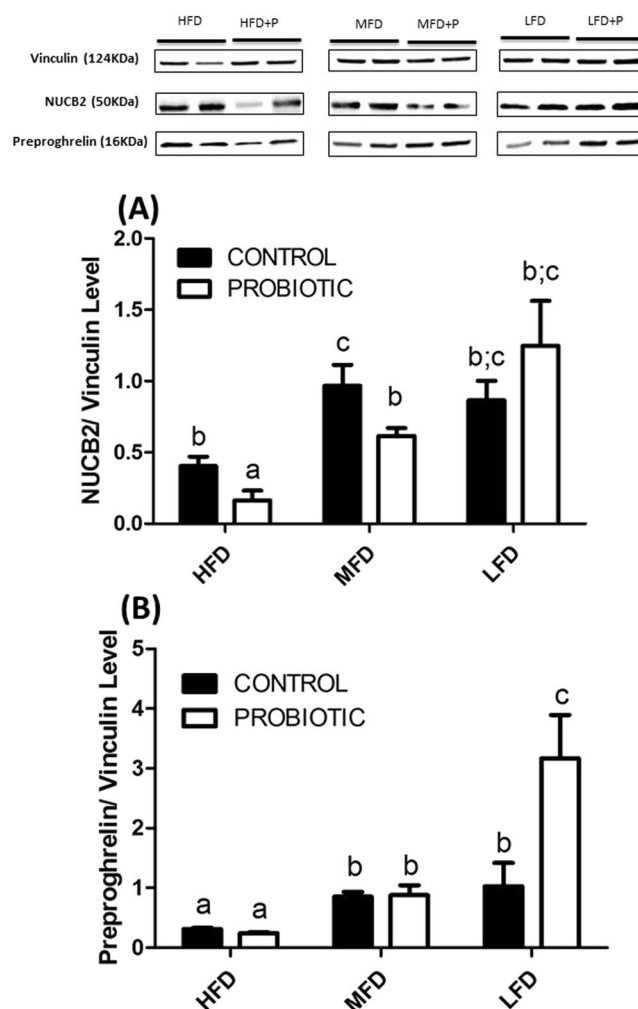 HFD HFD+P MFD MFD+P LFD LFD+P
Vinculin (124KDa)
NUCB2 (50KDa)
Preproghrelin (16KDa)
(A)
NUCB2/ Vinculin Level
2.0
1.5
1.0
0.5
0.0
CONTROL
PROBIOTIC
b a c b b;c b;c
HFD MFD LFD
(B)
Preproghrelin/ Vinculin Level
5
4
3
2
1
0
CONTROL
PROBIOTIC
a a b b b c
HFD MFD LFD